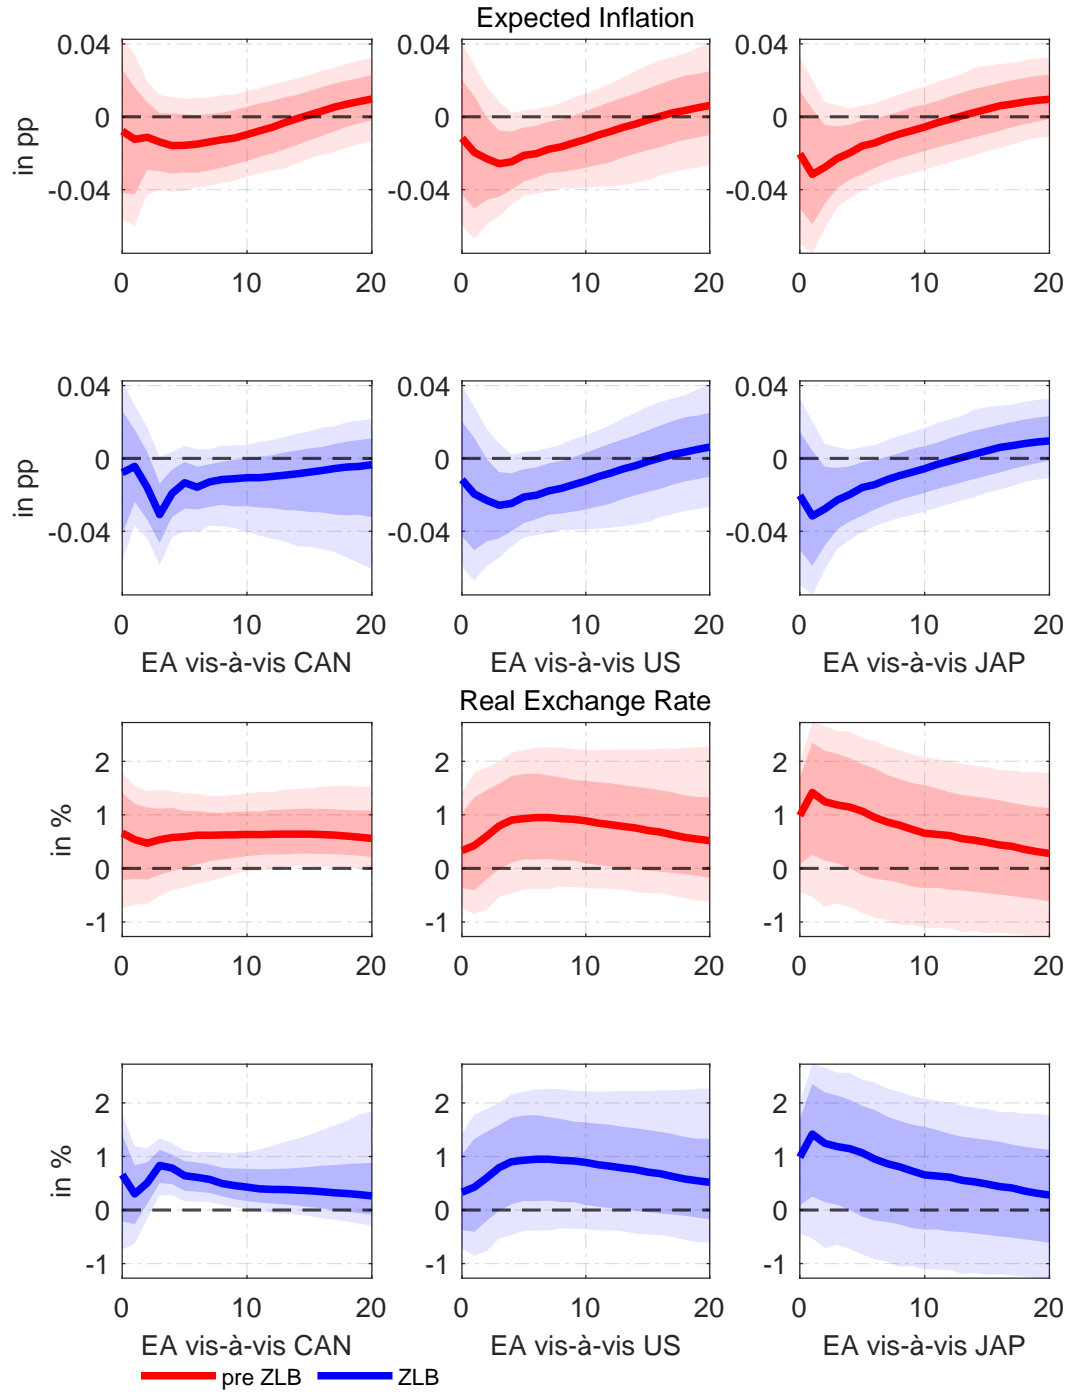 Expected Inflation
0.04 0.04 0.04
0 0 0
in pp
-0.04 -0.04 -0.04
0 10 20 0 10 20 0 10 20
0.04 0.04 0.04
0 0 0
in pp
-0.04 -0.04 -0.04
0 10 20 0 10 20 0 10 20
EA vis-à-vis CAN EA vis-à-vis US EA vis-à-vis JAP
Real Exchange Rate
2 2 2
1 1 1
in %
0 0 0
-1 -1 -1
0 10 20 0 10 20 0 10 20
2 2 2
1 1 1
in %
0 0 0
-1 -1 -1
0 10 20 0 10 20 0 10 20
EA vis-à-vis CAN EA vis-à-vis US EA vis-à-vis JAP
pre ZLB ZLB